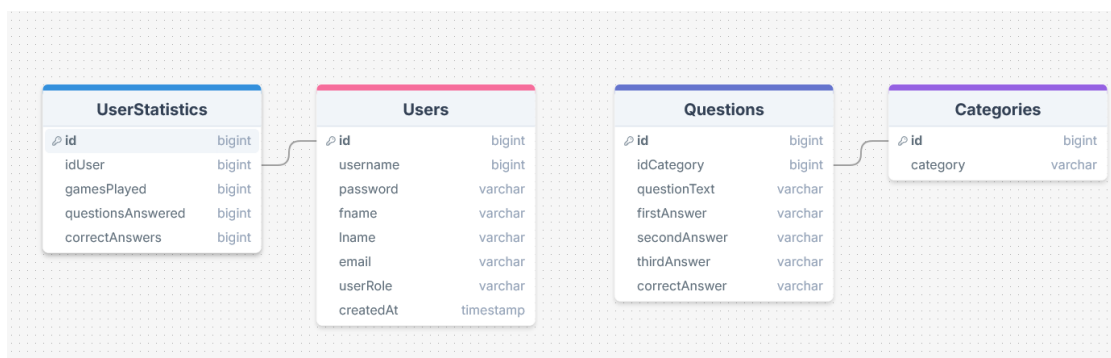 UserStatistics
id bigint
idUser bigint
gamesPlayed bigint
questionsAnswered bigint
correctAnswers bigint
Users
id bigint
username bigint
password varchar
fname varchar
lname varchar
email varchar
userRole varchar
createdAt timestamp
Questions
id bigint
idCategory bigint
questionText varchar
firstAnswer varchar
secondAnswer varchar
thirdAnswer varchar
correctAnswer varchar
Categories
id bigint
category varchar